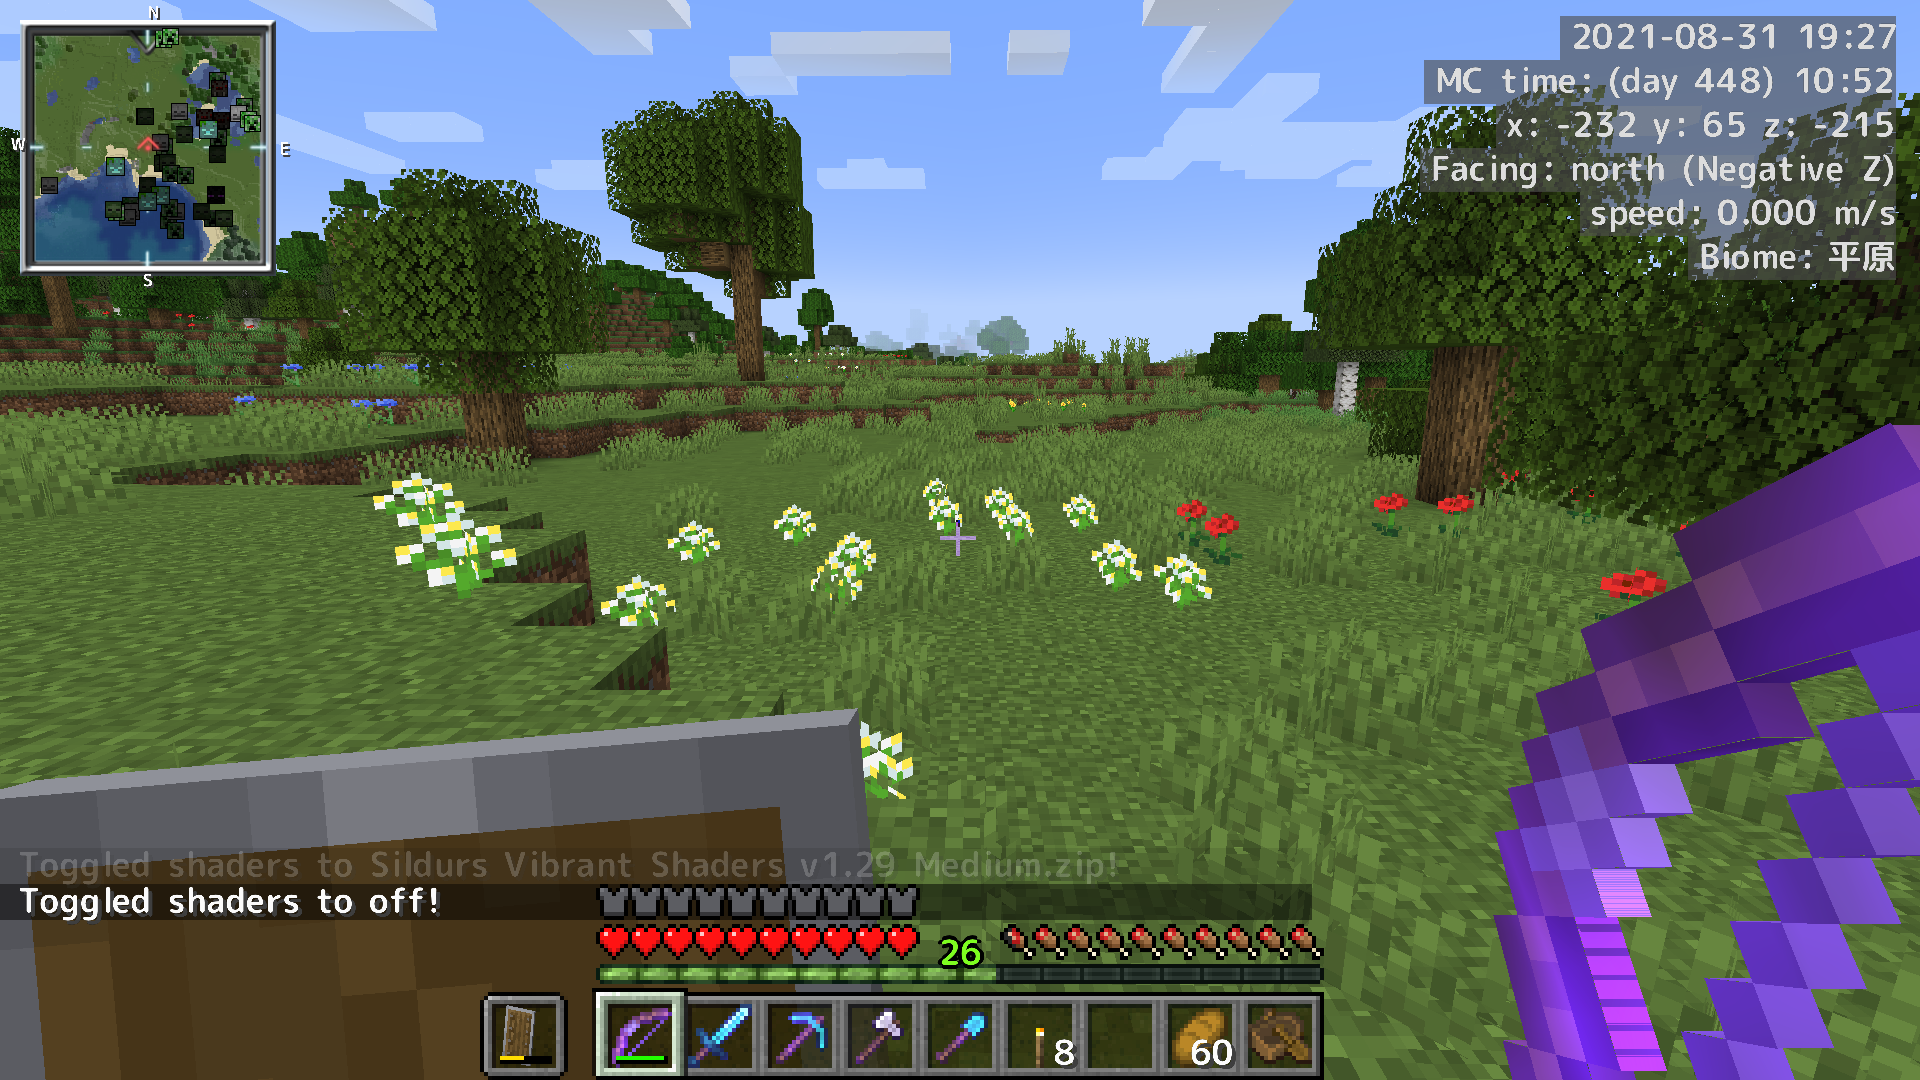 N
W
E
S
2021-08-31 19:27
MC time: (day 448) 10:52
x: -232 y: 65 z: -215
Facing: north (Negative Z)
speed: 0.000 m/s
Biome: 平原
Toggled shaders to Sildurs Vibrant Shaders v1.29 Medium.zip!
Toggled shaders to off!
26
8
60